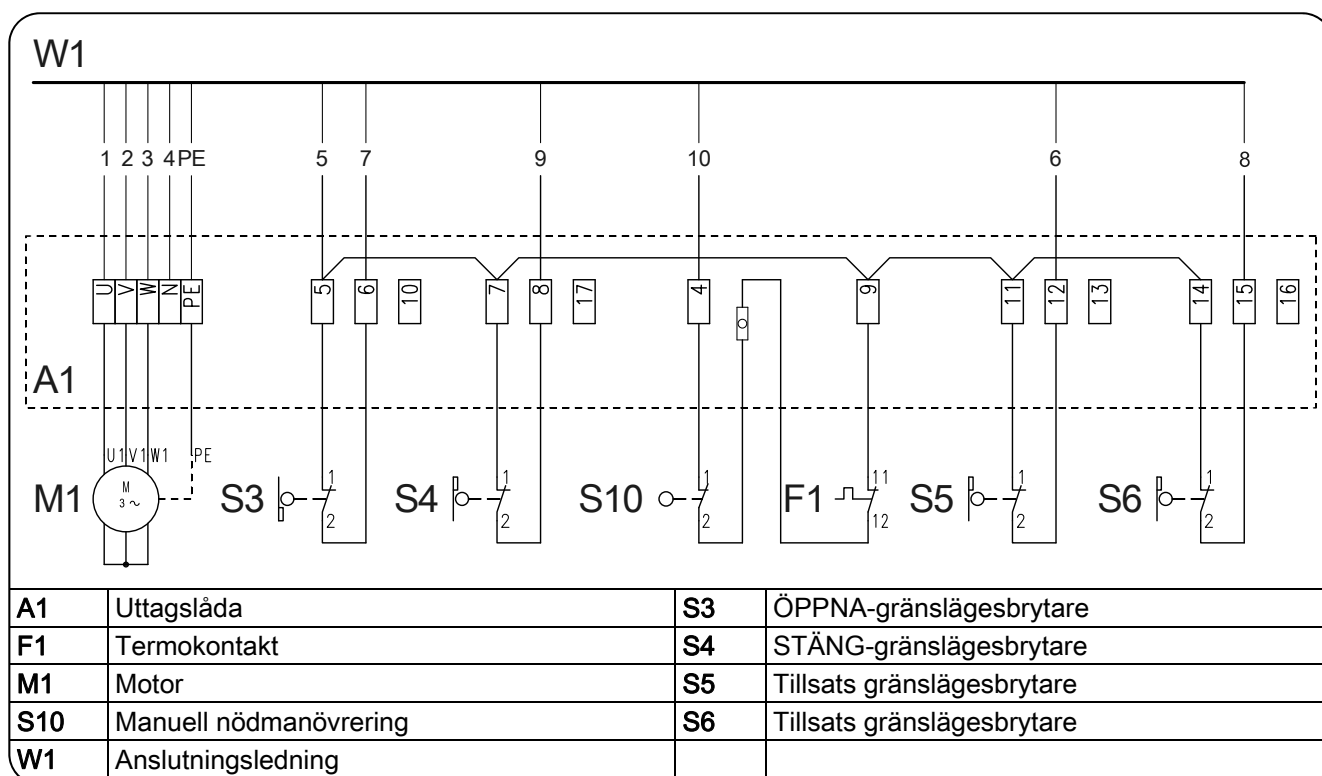 W1
1 2 3 4 PE 5 7 9 10 6 8
U V W N PE 5 6 10 7 8 17 4 9 11 12 13 14 15 16
A1
U1 V1 W1 PE
M1 M 3 ~ S3 1 2 S4 1 2 S10 1 2 F1 11 12 S5 1 2 S6 1 2
A1 Uttagslåda S3 ÖPPNA-gränslägesbrytare
F1 Termokontakt S4 STÄNG-gränslägesbrytare
M1 Motor S5 Tillsats gränslägesbrytare
S10 Manuell nödmanövrering S6 Tillsats gränslägesbrytare
W1 Anslutningsledning